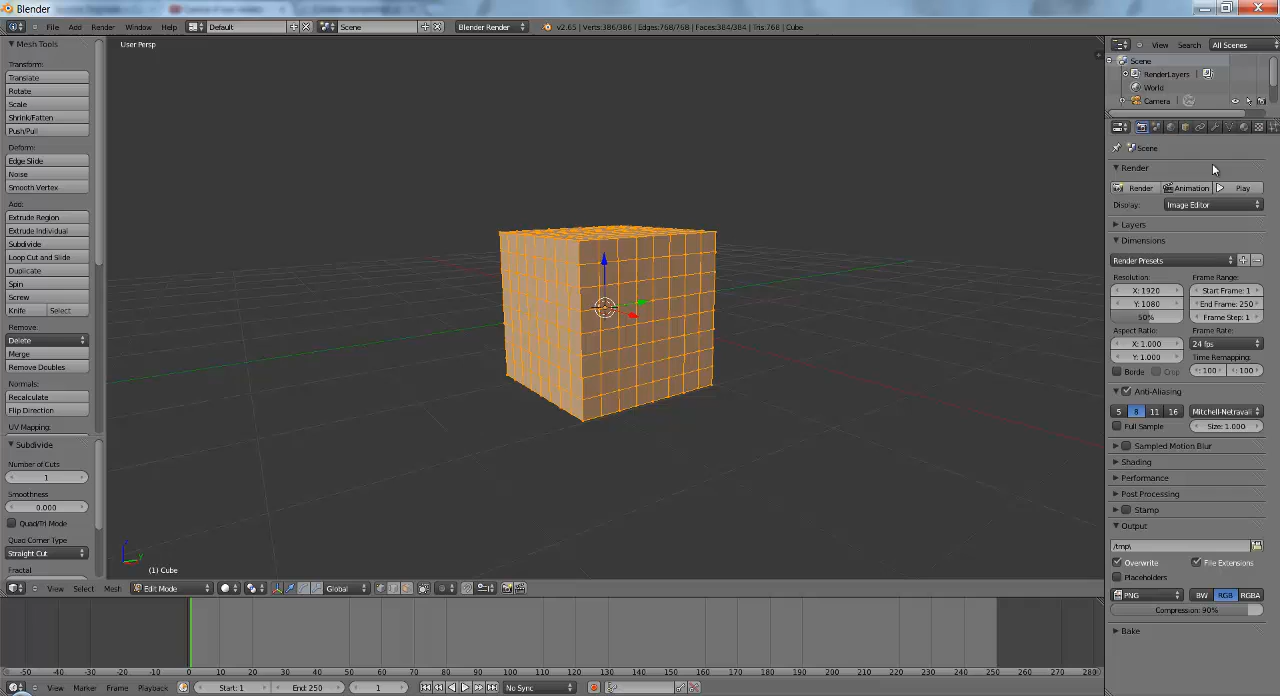 Blender
File Add Render Window Help Default Scene Blender Render v2.65 | Verts:386/386 | Edges:768/768 | Faces:384/384 | Tris:768 | Cube
Mesh Tools
Transform:
Translate
Rotate
Scale
Shrink/Fatten
Push/Pull
Deform:
Edge Slide
Noise
Smooth Vertex
Add:
Extrude Region
Extrude Individual
Subdivide
Loop Cut and Slide
Duplicate
Spin
Screw
Knife Select
Remove:
Delete
Merge
Remove Doubles
Normals:
Recalculate
Flip Direction
UV Mapping:
Subdivide
Number of Cuts
1
Smoothness
0.000
Quad/Tri Mode
Quad Corner Type
Straight Cut
Fractal
User Persp
z
y
(1) Cube
View Select Mesh Edit Mode Global
View Search All Scenes
Scene
RenderLayers
World
Camera
Scene
Render
Render Animation Play
Display: Image Editor
Layers
Dimensions
Render Presets
Resolution: Frame Range:
X: 1920 Start Frame: 1
Y: 1080 End Frame: 250
50% Frame Step: 1
Aspect Ratio: Frame Rate:
X: 1.000 24 fps
Y: 1.000 Time Remapping:
Borde Crop : 100 : 100
Anti-Aliasing
5 8 11 16 Mitchell-Netravali
Full Sample Size: 1.000
Sampled Motion Blur
Shading
Performance
Post Processing
Stamp
Output
/tmp\
Overwrite File Extensions
Placeholders
PNG BW RGB RGBA
Compression: 90%
Bake
-50 -40 -30 -20 -10 0 10 20 30 40 50 60 70 80 90 100 110 120 130 140 150 160 170 180 190 200 210 220 230 240 250 260 270 280
View Marker Frame Playback Start: 1 End: 250 1 No Sync